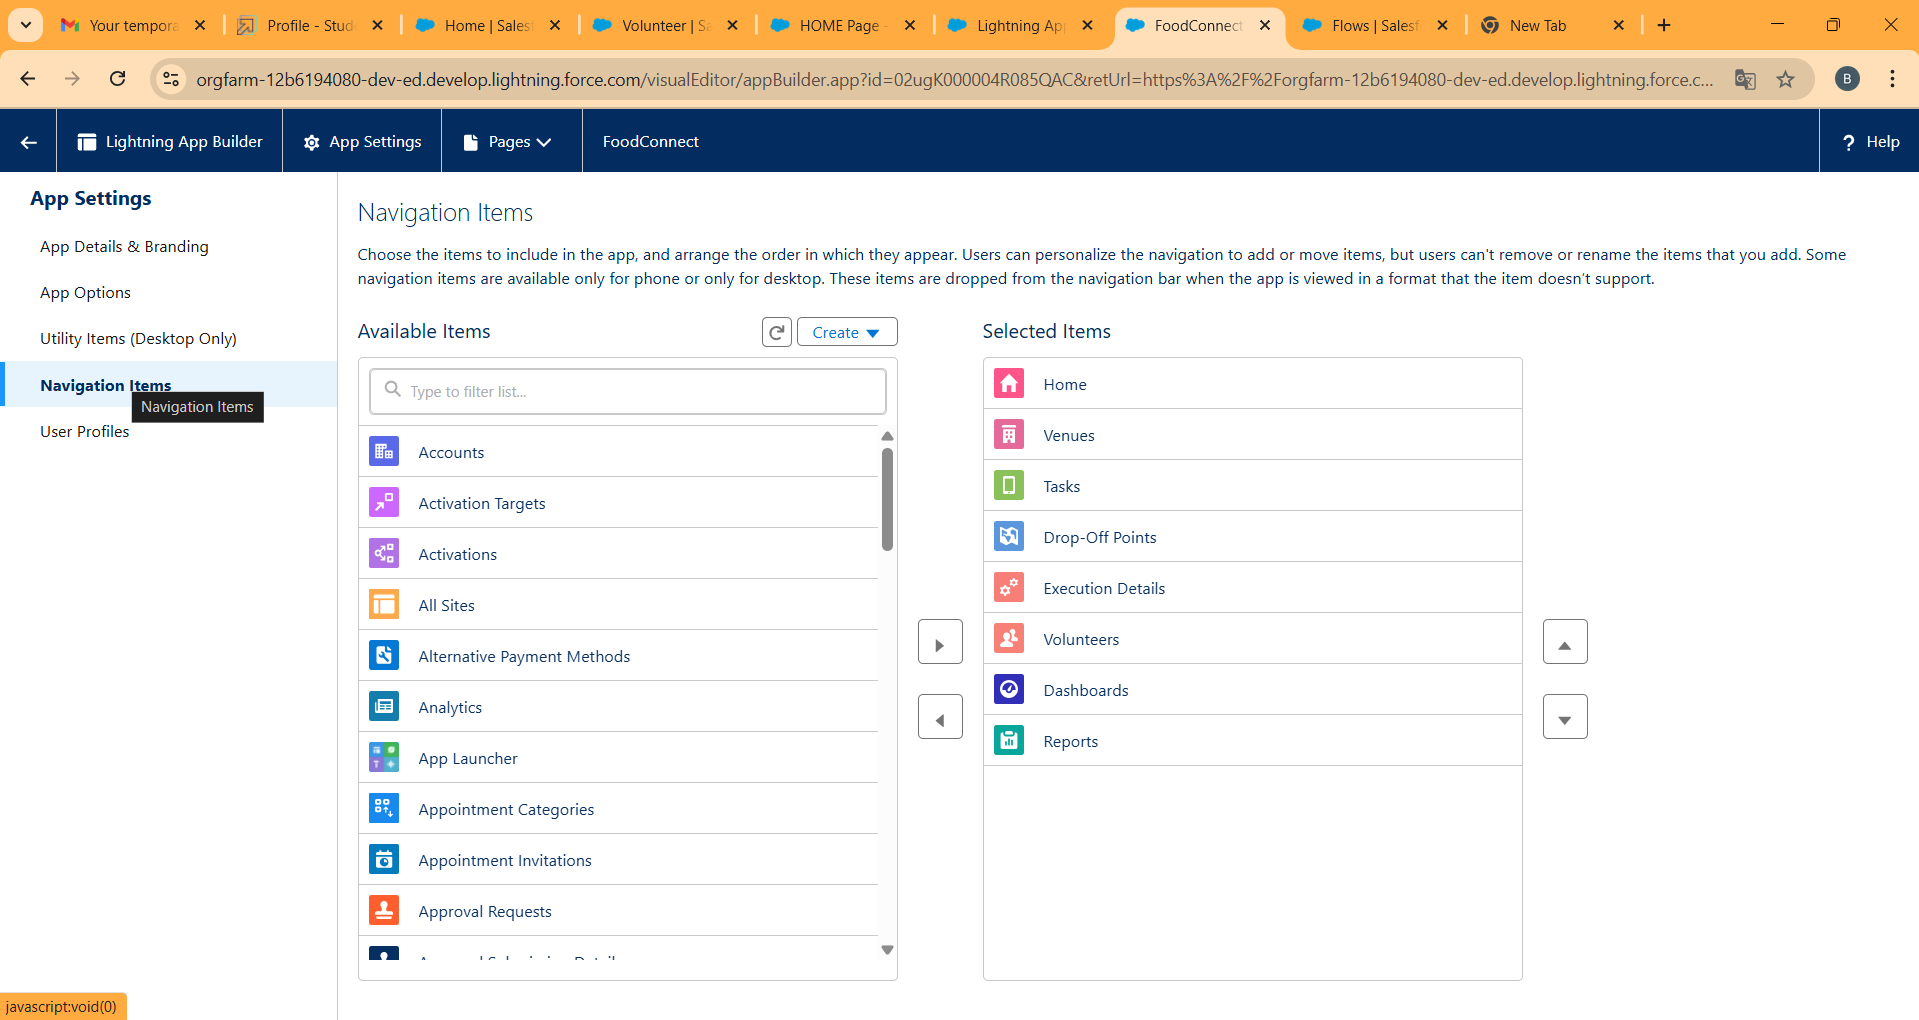 Your tempora
Profile - Stud
Home | Sales
Volunteer | Sa
HOME Page -
Lightning Ap
FoodConnect
Flows | Salesf
New Tab
orgfarm-12b6194080-dev-ed.develop.lightning.force.com/visualEditor/appBuilder.app?id=02ugK000004R085QAC&retUrl=https%3A%2F%2Forgfarm-12b6194080-dev-ed.develop.lightning.force.c...
B
Lightning App Builder
App Settings
Pages
FoodConnect
? Help
App Settings
App Details & Branding
App Options
Utility Items (Desktop Only)
Navigation Items
Navigation Items
User Profiles
Navigation Items
Choose the items to include in the app, and arrange the order in which they appear. Users can personalize the navigation to add or move items, but users can't remove or rename the items that you add. Some
navigation items are available only for phone or only for desktop. These items are dropped from the navigation bar when the app is viewed in a format that the item doesn't support.
Available Items
Create
Type to filter list...
Accounts
Activation Targets
Activations
All Sites
Alternative Payment Methods
Analytics
App Launcher
Appointment Categories
Appointment Invitations
Approval Requests
Selected Items
Home
Venues
Tasks
Drop-Off Points
Execution Details
Volunteers
Dashboards
Reports
javascript:void(0)